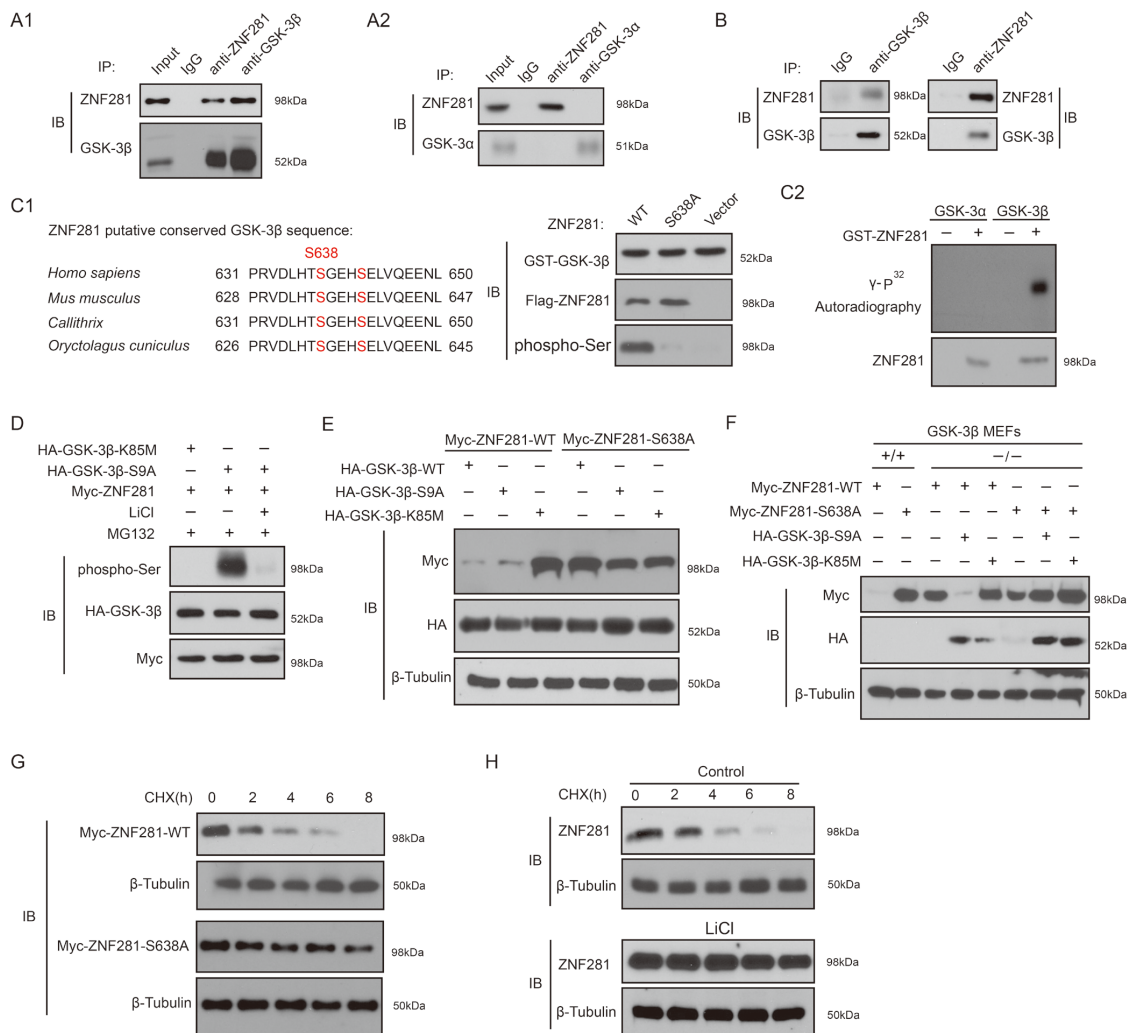 A1
IP:
Input
IgG
anti-ZNF281
anti-GSK-3β
IB
ZNF281
98kDa
GSK-3β
52kDa
A2
IP:
Input
IgG
anti-ZNF281
anti-GSK-3α
IB
ZNF281
98kDa
GSK-3α
51kDa
B
IP:
IgG
anti-GSK-3β
IgG
anti-ZNF281
IB
ZNF281
98kDa
ZNF281
IB
GSK-3β
52kDa
GSK-3β
C1
ZNF281 putative conserved GSK-3β sequence:
S638
Homo sapiens 631 PRVDLHTSGEHSELVQEENL 650
Mus musculus 628 PRVDLHTSGEHSELVQEENL 647
Callithrix 631 PRVDLHTSGEHSELVQEENL 650
Oryctolagus cuniculus 626 PRVDLHTSGEHSELVQEENL 645
ZNF281:
WT
S638A
Vector
IB
GST-GSK-3β
52kDa
Flag-ZNF281
98kDa
phospho-Ser
98kDa
C2
GSK-3α GSK-3β
GST-ZNF281 − + − +
γ-P32
Autoradiography
ZNF281
98kDa
D
HA-GSK-3β-K85M + − −
HA-GSK-3β-S9A − + +
Myc-ZNF281 + + +
LiCl − − +
MG132 + + +
IB
phospho-Ser
98kDa
HA-GSK-3β
52kDa
Myc
98kDa
E
Myc-ZNF281-WT Myc-ZNF281-S638A
HA-GSK-3β-WT + − − + − −
HA-GSK-3β-S9A − + − − + −
HA-GSK-3β-K85M − − + − − +
IB
Myc
98kDa
HA
52kDa
β-Tubulin
50kDa
F
GSK-3β MEFs
+/+ −/−
Myc-ZNF281-WT + − + + + − − −
Myc-ZNF281-S638A − + − − − + + +
HA-GSK-3β-S9A − − − + − − + −
HA-GSK-3β-K85M − − − − + − − +
IB
Myc
98kDa
HA
52kDa
β-Tubulin
50kDa
G
CHX(h) 0 2 4 6 8
IB
Myc-ZNF281-WT
98kDa
β-Tubulin
50kDa
Myc-ZNF281-S638A
98kDa
β-Tubulin
50kDa
H
Control
CHX(h) 0 2 4 6 8
IB
ZNF281
98kDa
β-Tubulin
50kDa
LiCl
IB
ZNF281
98kDa
β-Tubulin
50kDa